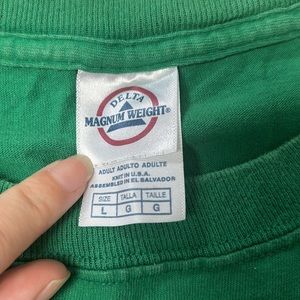 DELTA
MAGNUM WEIGHT®
ADULT ADULTO ADULTE
KNIT IN U.S.A.
ASSEMBLED IN EL SALVADOR
SIZE TALLA TAILLE
L G G